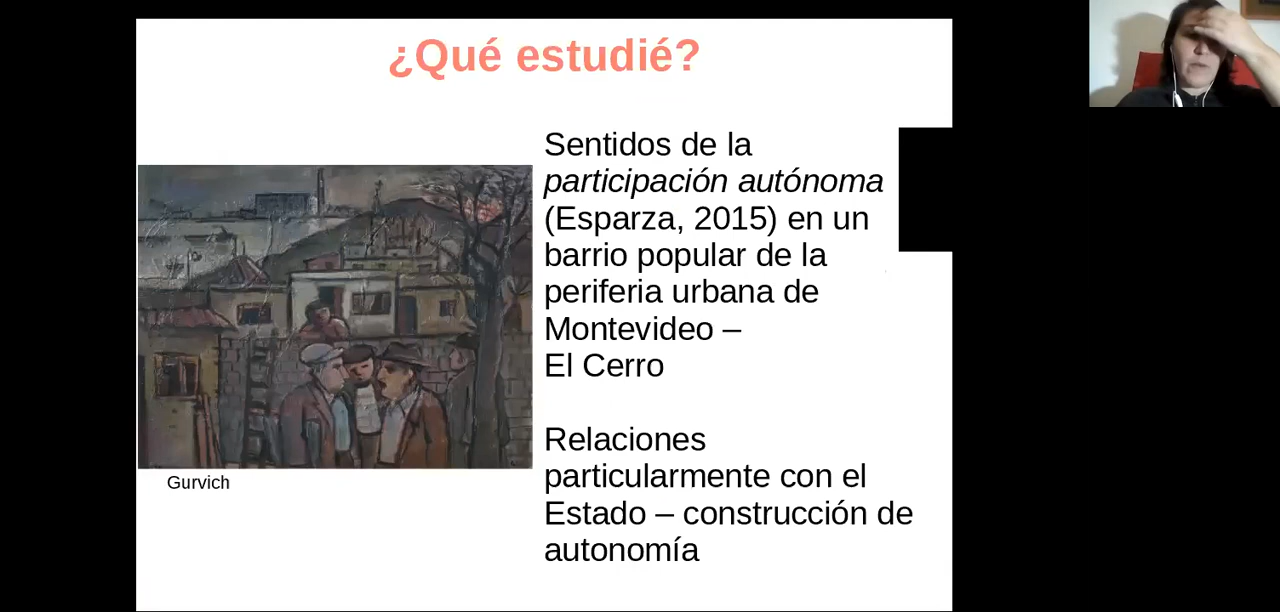 ¿Qué estudié?
Sentidos de la
participación autónoma
(Esparza, 2015) en un
barrio popular de la
periferia urbana de
Montevideo –
El Cerro
Relaciones
particularmente con el
Estado – construcción de
autonomía
Gurvich